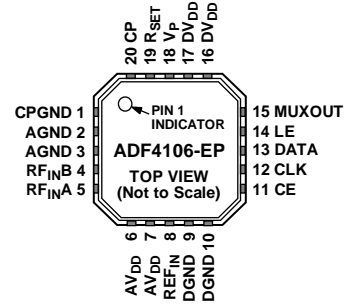 20 CP
19 RSET
18 VP
17 DVDD
16 DVDD
CPGND 1
AGND 2
AGND 3
RFINB 4
RFINA 5
PIN 1
INDICATOR
ADF4106-EP
TOP VIEW
(Not to Scale)
15 MUXOUT
14 LE
13 DATA
12 CLK
11 CE
AVDD 6
AVDD 7
REFIN 8
DGND 9
DGND 10